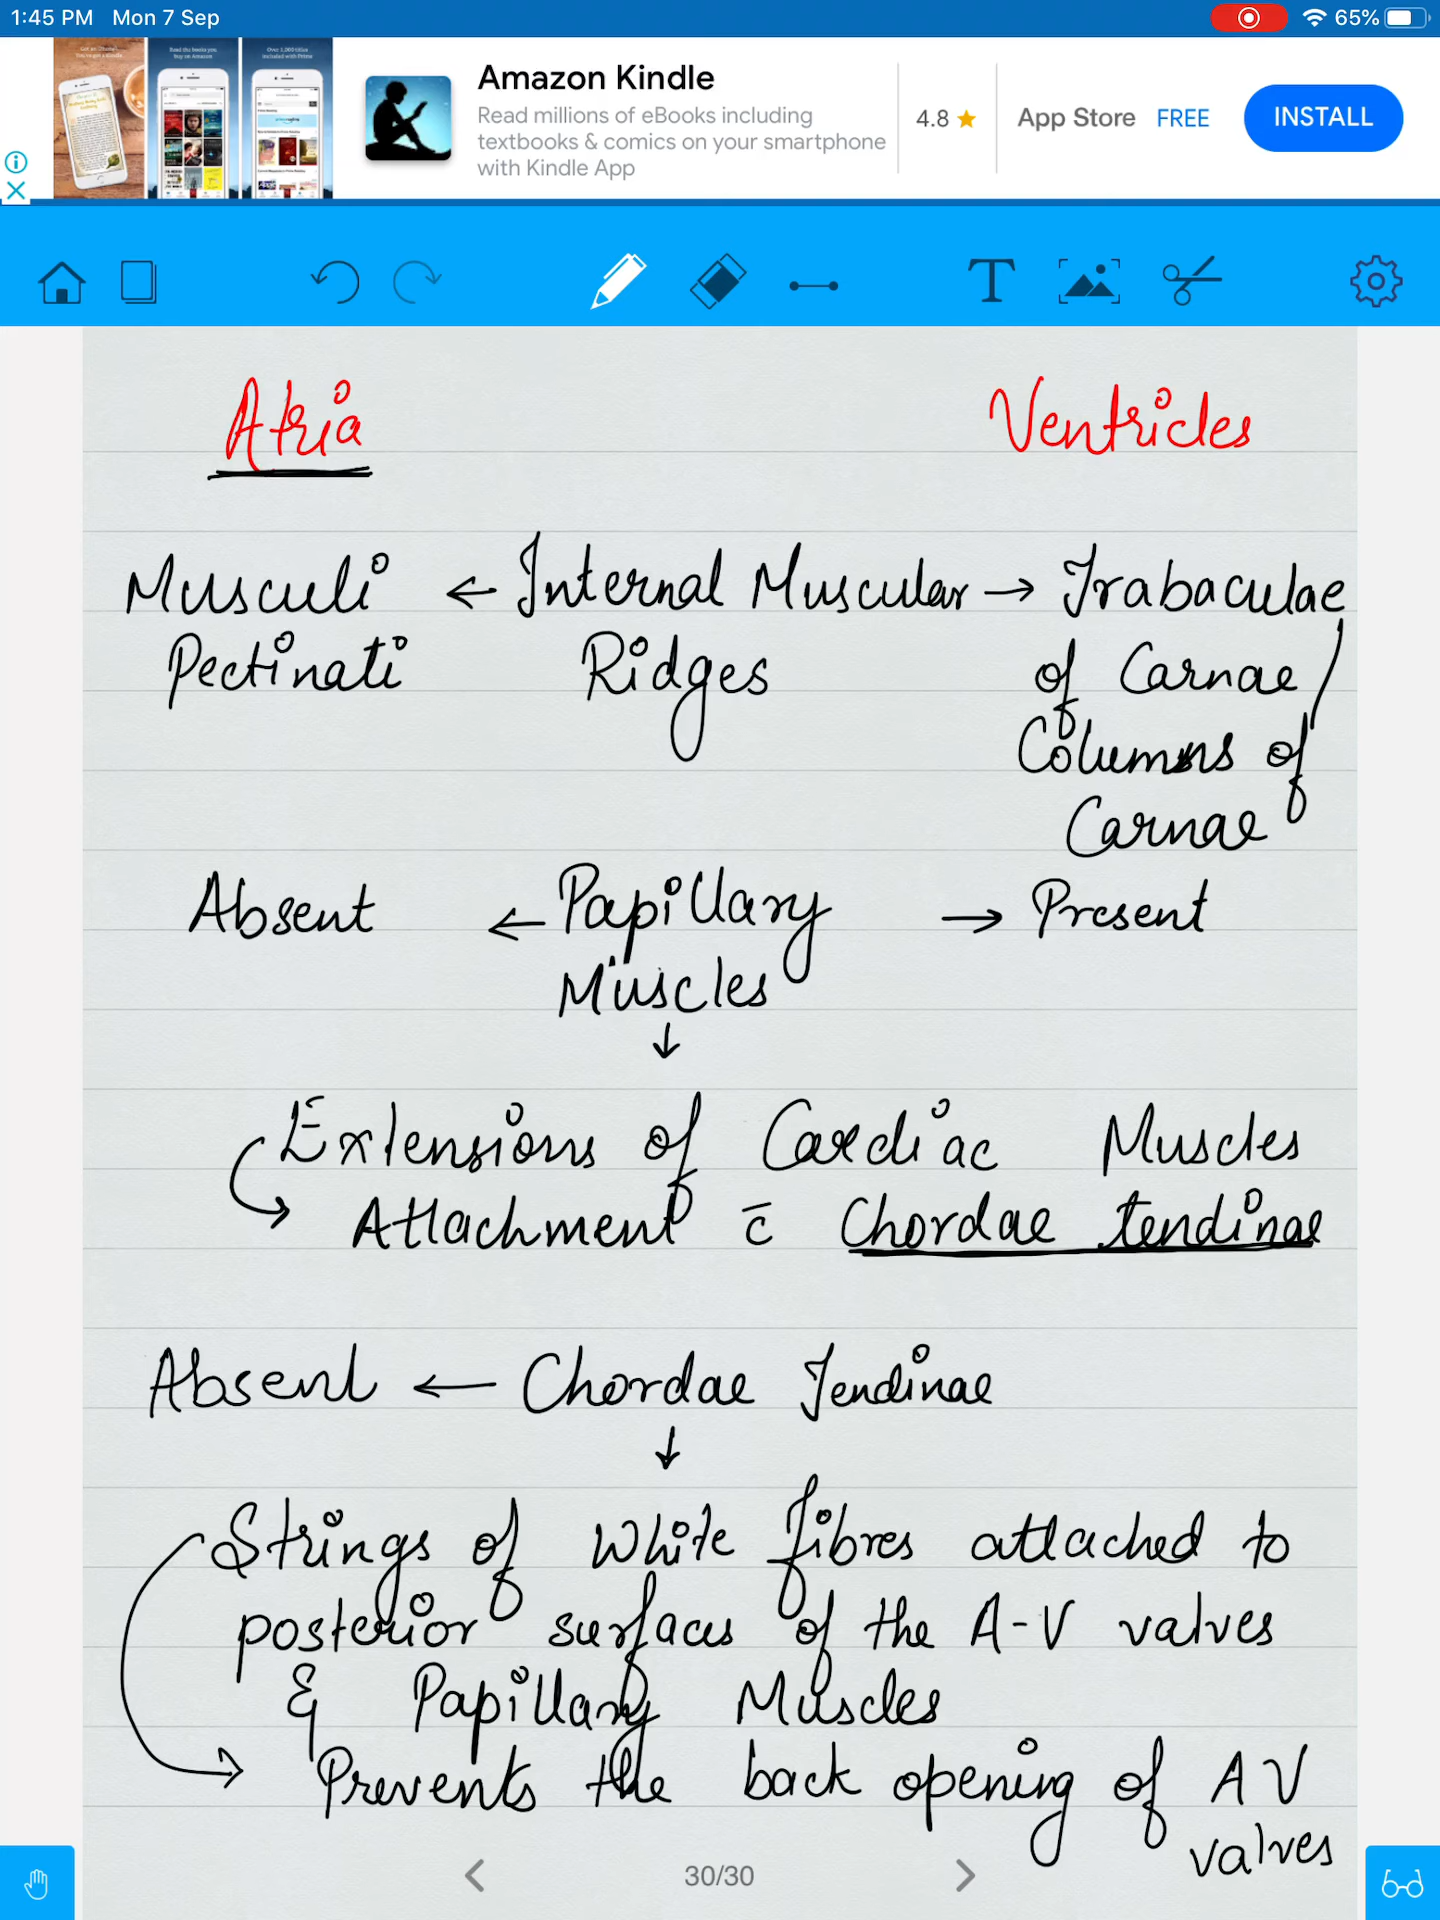 1:45 PM Mon 7 Sep 65%
Amazon Kindle
Read millions of eBooks including
textbooks & comics on your smartphone
with Kindle App
4.8 ★ App Store FREE INSTALL
Atria Ventricles
Musculi ← Internal Muscular → Trabaculae
Pectinati Ridges of Carnae /
Columns of
Carnae
Absent ← Papillary → Present
Muscles
↓
Extensions of Cardiac Muscles
→ Attachment c̄ Chordae tendinae
Absent ← Chordae Tendinae
↓
Strings of White fibres attached to
posterior surfaces of the A-V valves
& Papillary Muscles
→ Prevents the back opening of AV
valves
< 30/30 >